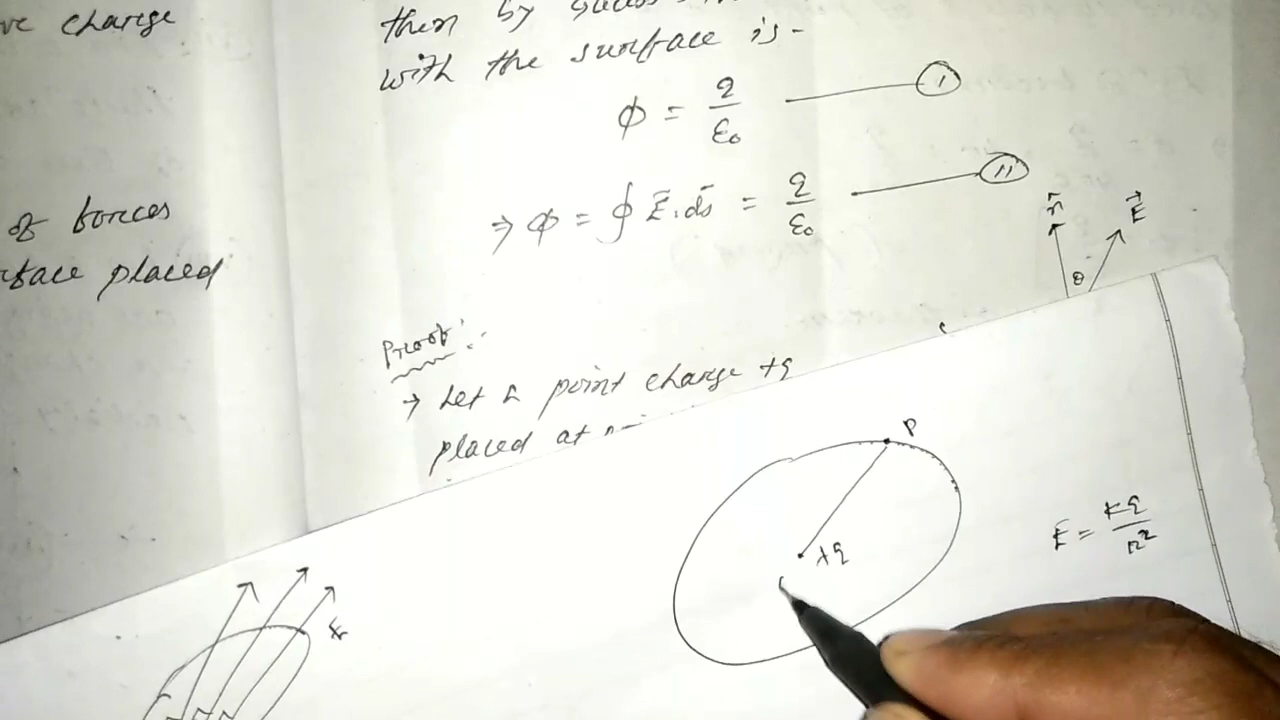 ve charge
of forces
rface placed
then by
with the surface is-
ϕ = q/ε₀ —— (I)
⇒ ϕ = ∮ E⃗.ds⃗ = q/ε₀ —— (II)
n̂ E⃗
θ
Proof:-
→ Let a point charge +q
placed at
P
+q
E = kq/r²
E